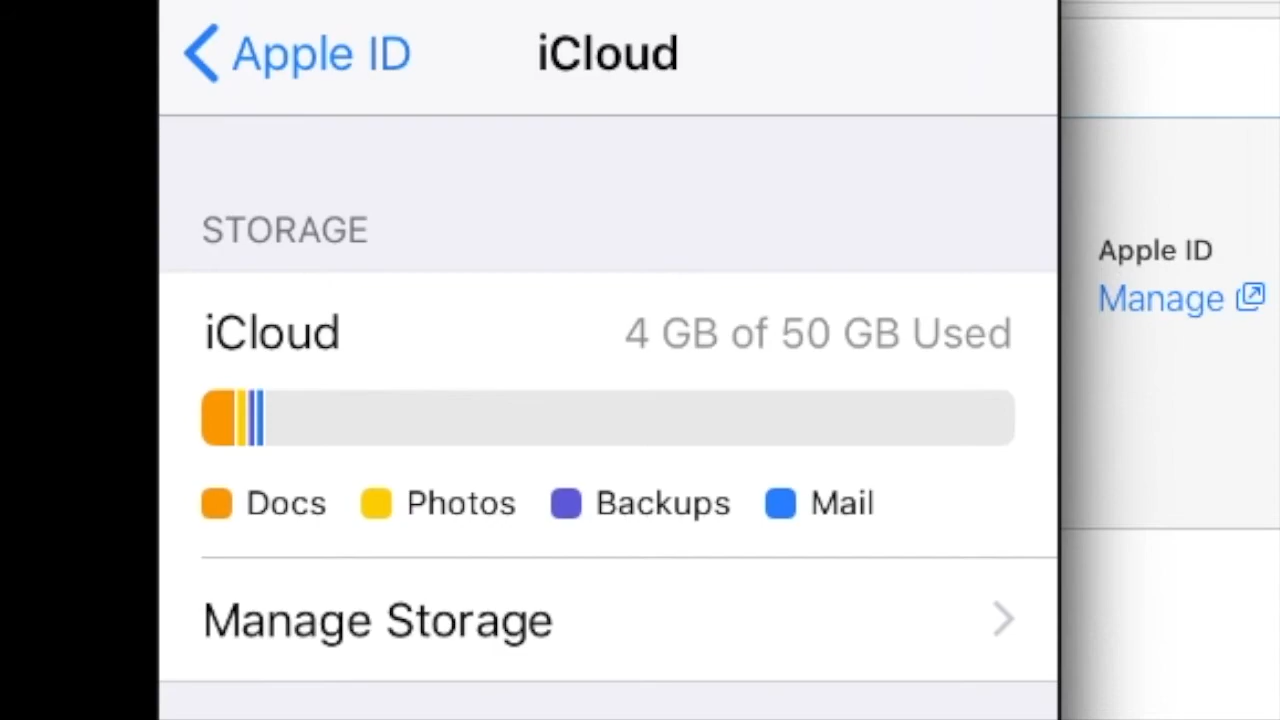 Apple ID
iCloud
STORAGE
iCloud
4 GB of 50 GB Used
Docs
Photos
Backups
Mail
Manage Storage
Apple ID
Manage